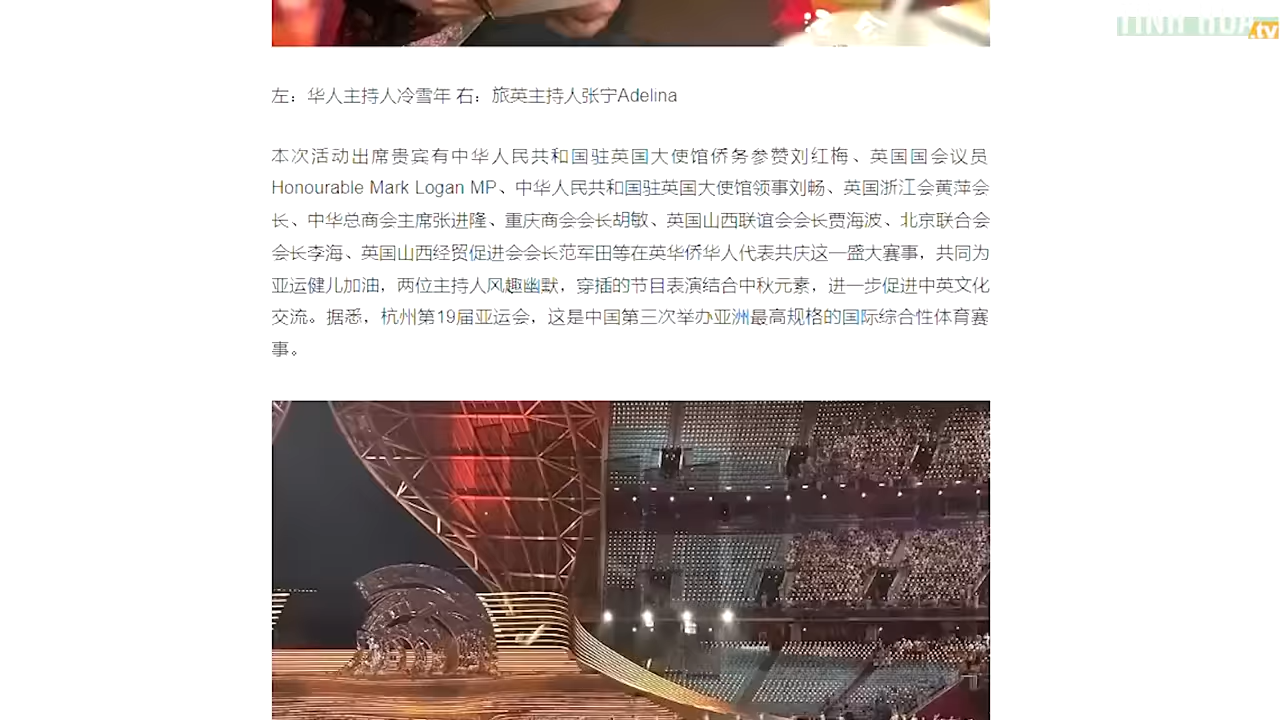 TINH HOA
.tv
左：华人主持人冷雪年 右：旅英主持人张宁Adelina
本次活动出席贵宾有中华人民共和国驻英国大使馆侨务参赞刘红梅、英国国会议员
Honourable Mark Logan MP、中华人民共和国驻英国大使馆领事刘畅、英国浙江会黄萍会
长、中华总商会主席张进隆、重庆商会会长胡敏、英国山西联谊会会长贾海波、北京联合会
会长李海、英国山西经贸促进会会长范军田等在英华侨华人代表共庆这一盛大赛事，共同为
亚运健儿加油，两位主持人风趣幽默，穿插的节目表演结合中秋元素，进一步促进中英文化
交流。据悉，杭州第19届亚运会，这是中国第三次举办亚洲最高规格的国际综合性体育赛
事。